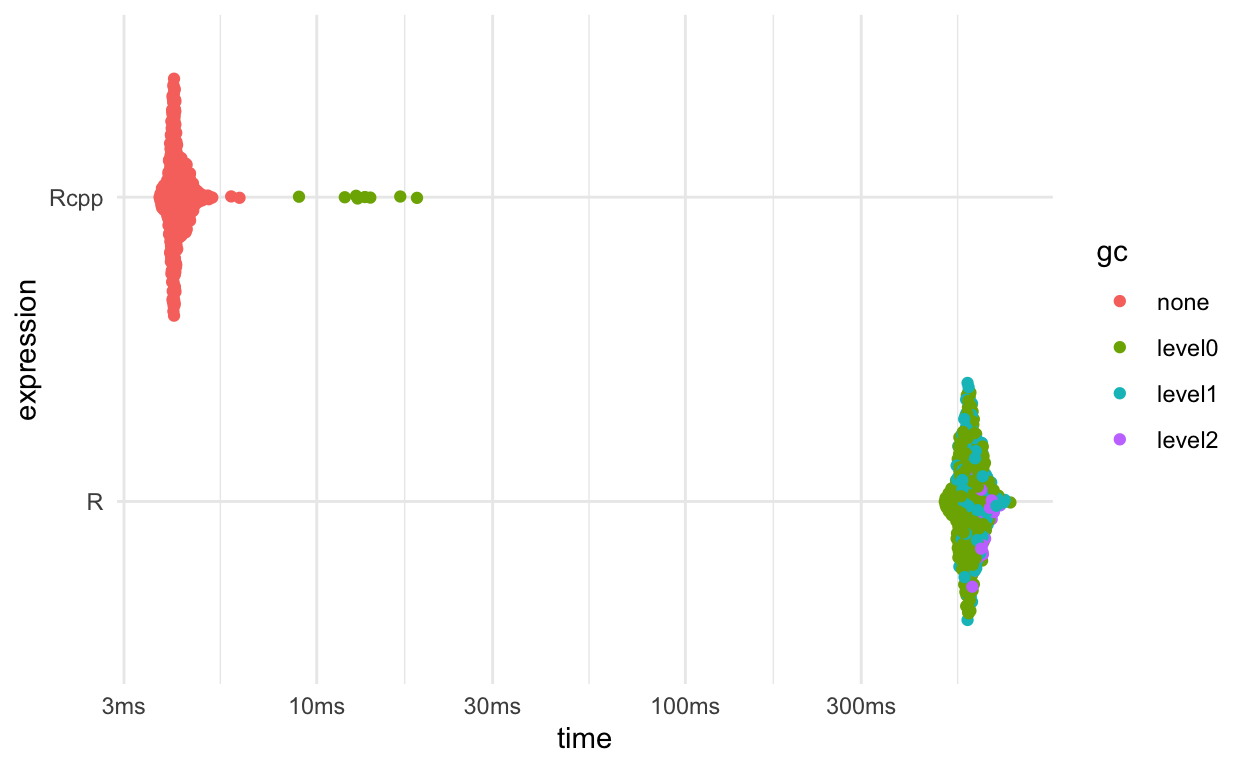 expression
Rcpp
R
3ms
10ms
30ms
100ms
300ms
time
gc
none
level0
level1
level2